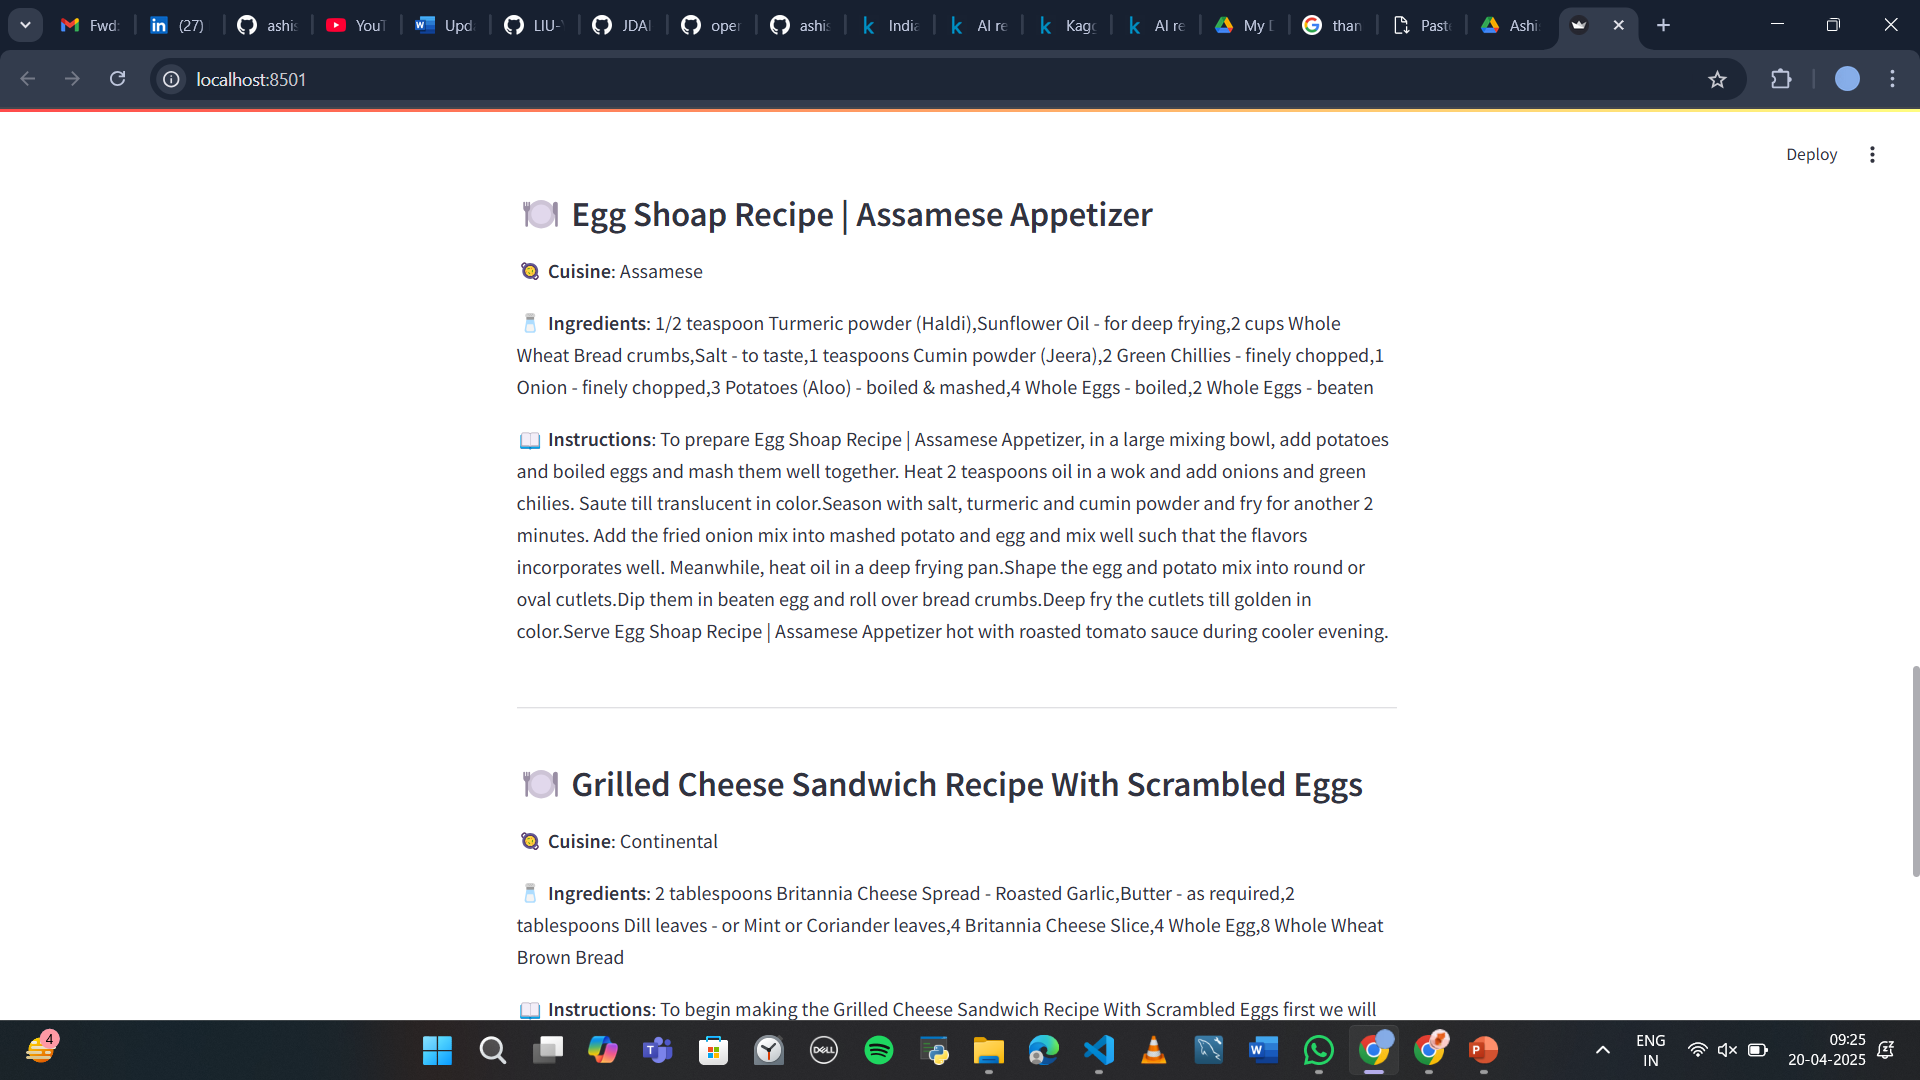 Fwd:
(27)
ashis
YouT
Upda
LIU-Y
JDAI
oper
ashis
India
AI re
Kagg
AI re
My D
than
Paste
Ashis
localhost:8501
Deploy
Egg Shoap Recipe | Assamese Appetizer
Cuisine: Assamese
Ingredients: 1/2 teaspoon Turmeric powder (Haldi),Sunflower Oil - for deep frying,2 cups Whole
Wheat Bread crumbs,Salt - to taste,1 teaspoons Cumin powder (Jeera),2 Green Chillies - finely chopped,1
Onion - finely chopped,3 Potatoes (Aloo) - boiled & mashed,4 Whole Eggs - boiled,2 Whole Eggs - beaten
Instructions: To prepare Egg Shoap Recipe | Assamese Appetizer, in a large mixing bowl, add potatoes
and boiled eggs and mash them well together. Heat 2 teaspoons oil in a wok and add onions and green
chilies. Saute till translucent in color.Season with salt, turmeric and cumin powder and fry for another 2
minutes. Add the fried onion mix into mashed potato and egg and mix well such that the flavors
incorporates well. Meanwhile, heat oil in a deep frying pan.Shape the egg and potato mix into round or
oval cutlets.Dip them in beaten egg and roll over bread crumbs.Deep fry the cutlets till golden in
color.Serve Egg Shoap Recipe | Assamese Appetizer hot with roasted tomato sauce during cooler evening.
Grilled Cheese Sandwich Recipe With Scrambled Eggs
Cuisine: Continental
Ingredients: 2 tablespoons Britannia Cheese Spread - Roasted Garlic,Butter - as required,2
tablespoons Dill leaves - or Mint or Coriander leaves,4 Britannia Cheese Slice,4 Whole Egg,8 Whole Wheat
Brown Bread
Instructions: To begin making the Grilled Cheese Sandwich Recipe With Scrambled Eggs first we will
4
DELL
ENG
IN
09:25
20-04-2025